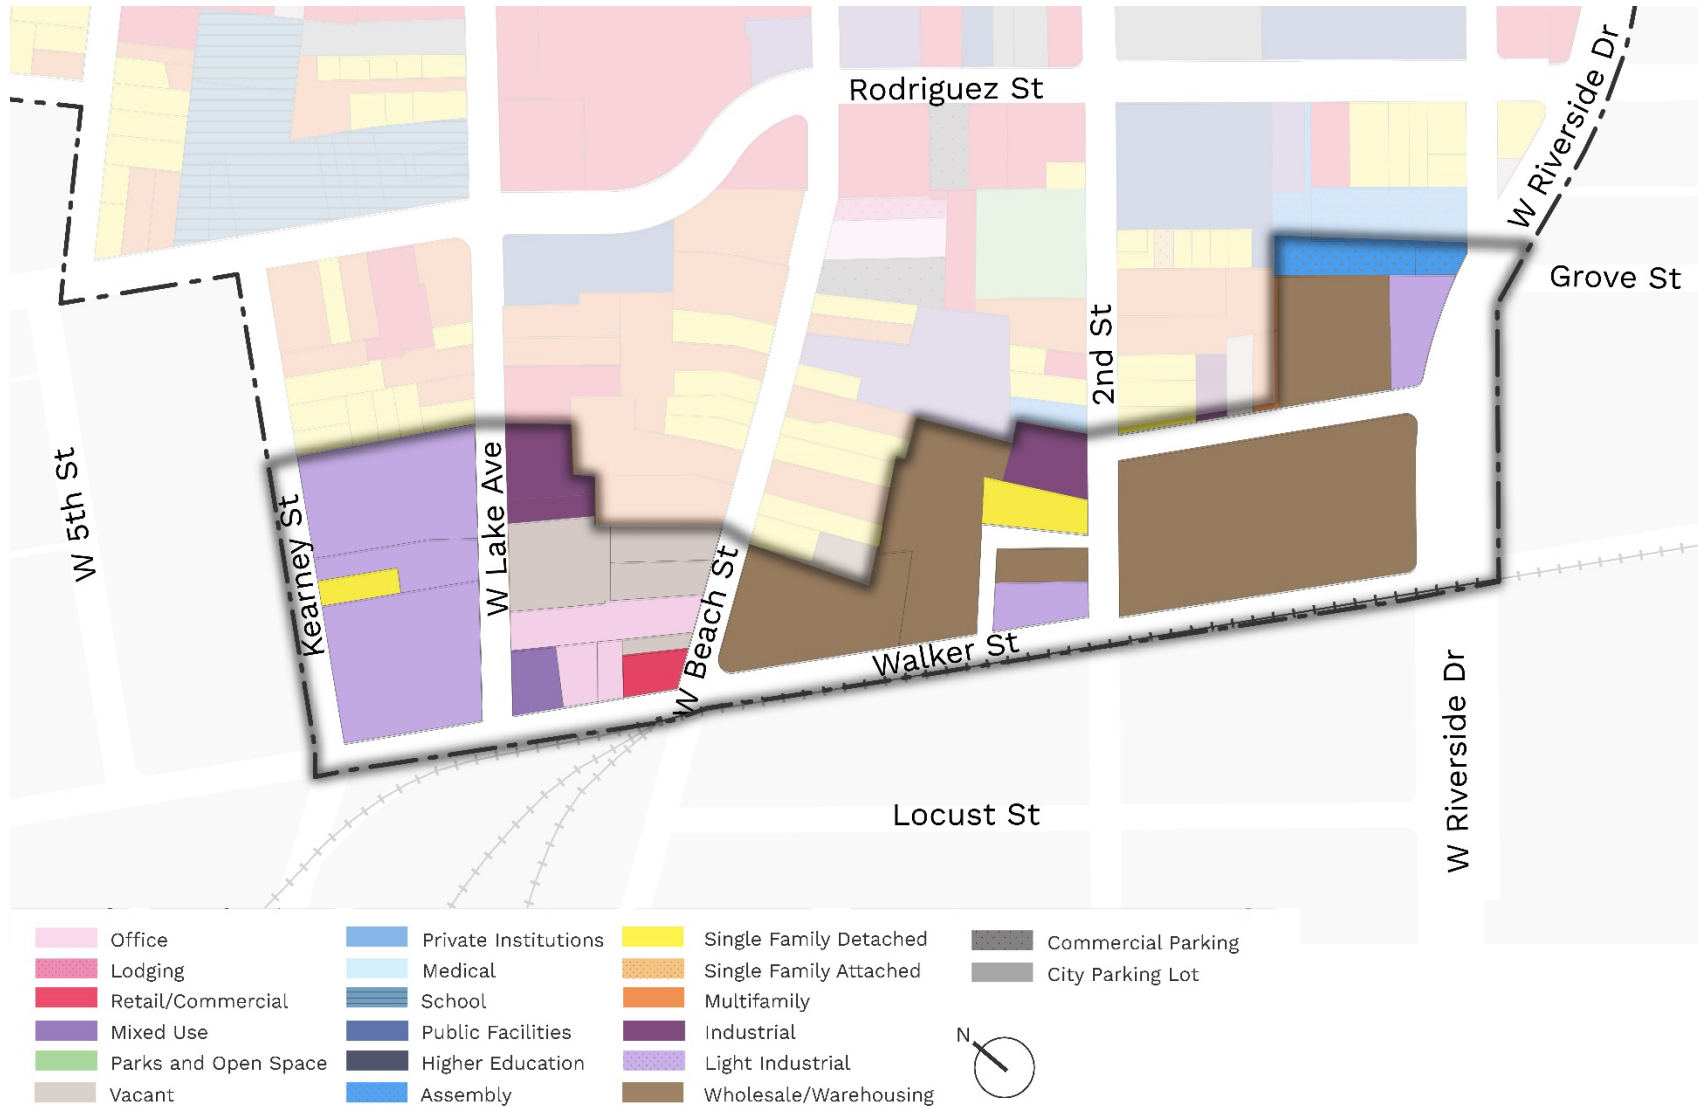 Rodriguez St
W Riverside Dr
Grove St
2nd St
W 5th St
Kearney St
W Lake Ave
W Beach St
Walker St
W Riverside Dr
Locust St
Office
Lodging
Retail/Commercial
Mixed Use
Parks and Open Space
Vacant
Private Institutions
Medical
School
Public Facilities
Higher Education
Assembly
Single Family Detached
Single Family Attached
Multifamily
Industrial
Light Industrial
Wholesale/Warehousing
Commercial Parking
City Parking Lot
N